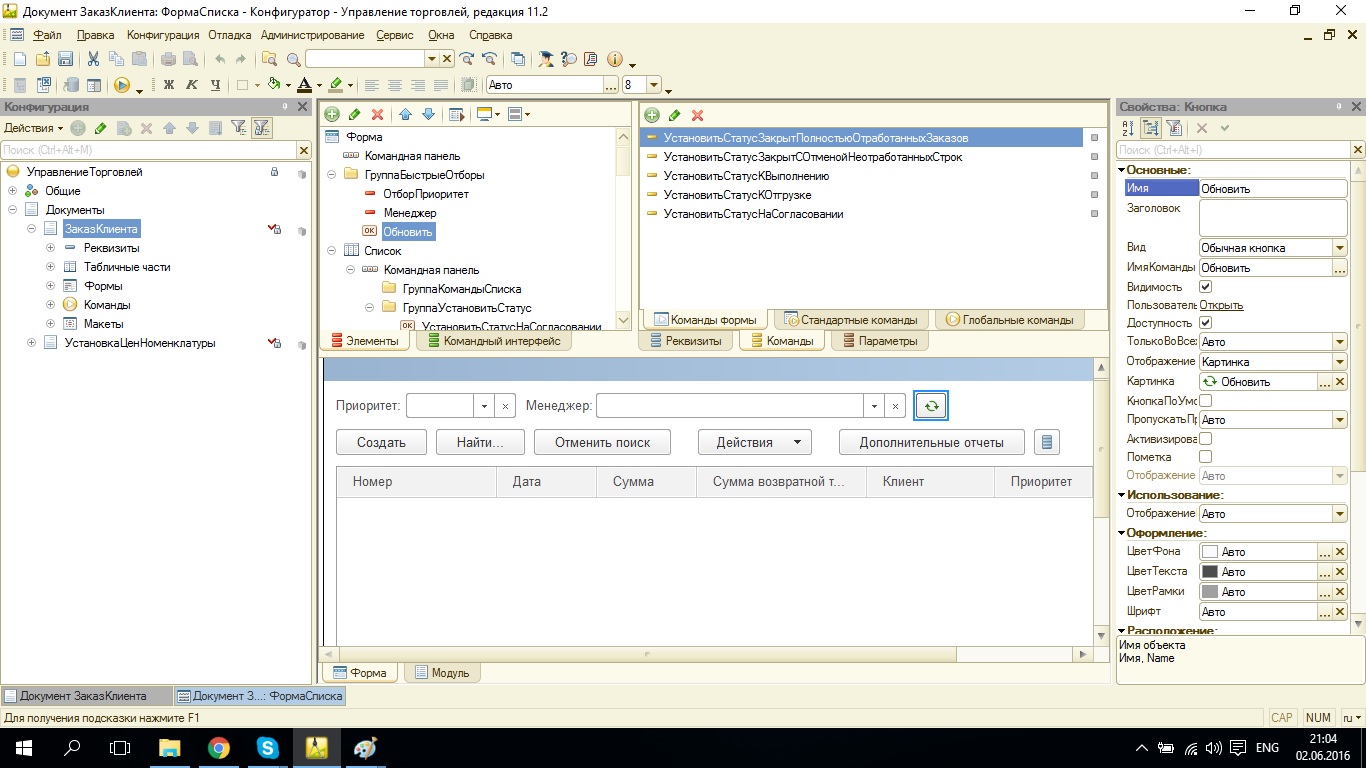 Документ ЗаказКлиента: ФормаСписка - Конфигуратор - Управление торговлей, редакция 11.2
Файл Правка Конфигурация Отладка Администрирование Сервис Окна Справка
Ж К Ч Авто 8
Конфигурация
Действия
Поиск (Ctrl+Alt+M)
УправлениеТорговлей
Общие
Документы
ЗаказКлиента
Реквизиты
Табличные части
Формы
Команды
Макеты
УстановкаЦенНоменклатуры
Форма
Командная панель
ГруппаБыстрыеОтборы
ОтборПриоритет
Менеджер
ОК Обновить
Список
Командная панель
ГруппаКомандыСписка
ГруппаУстановитьСтатус
ОК УстановитьСтатусНаСогласовании
Элементы Командный интерфейс
УстановитьСтатусЗакрытПолностьюОтработанныхЗаказов
УстановитьСтатусЗакрытСОтменойНеотработанныхСтрок
УстановитьСтатусКВыполнению
УстановитьСтатусКОтгрузке
УстановитьСтатусНаСогласовании
Команды формы Стандартные команды Глобальные команды
Реквизиты Команды Параметры
Приоритет: Менеджер:
Создать Найти... Отменить поиск Действия Дополнительные отчеты
Номер Дата Сумма Сумма возвратной т... Клиент Приоритет
Форма Модуль
Свойства: Кнопка
Поиск (Ctrl+Alt+I)
Основные:
Имя Обновить
Заголовок
Вид Обычная кнопка
ИмяКоманды Обновить
Видимость
Пользователь Открыть
Доступность
ТолькоВоВсе Авто
Отображение Картинка
Картинка Обновить
КнопкаПоУмо
ПропускатьПр Авто
Активизирова
Пометка
Отображение Авто
Использование:
Отображение Авто
Оформление:
ЦветФона Авто
ЦветТекста Авто
ЦветРамки Авто
Шрифт Авто
Расположение:
Имя объекта
Имя, Name
Документ ЗаказКлиента Документ З...: ФормаСписка
Для получения подсказки нажмите F1 CAP NUM ru
ENG 21:04
02.06.2016